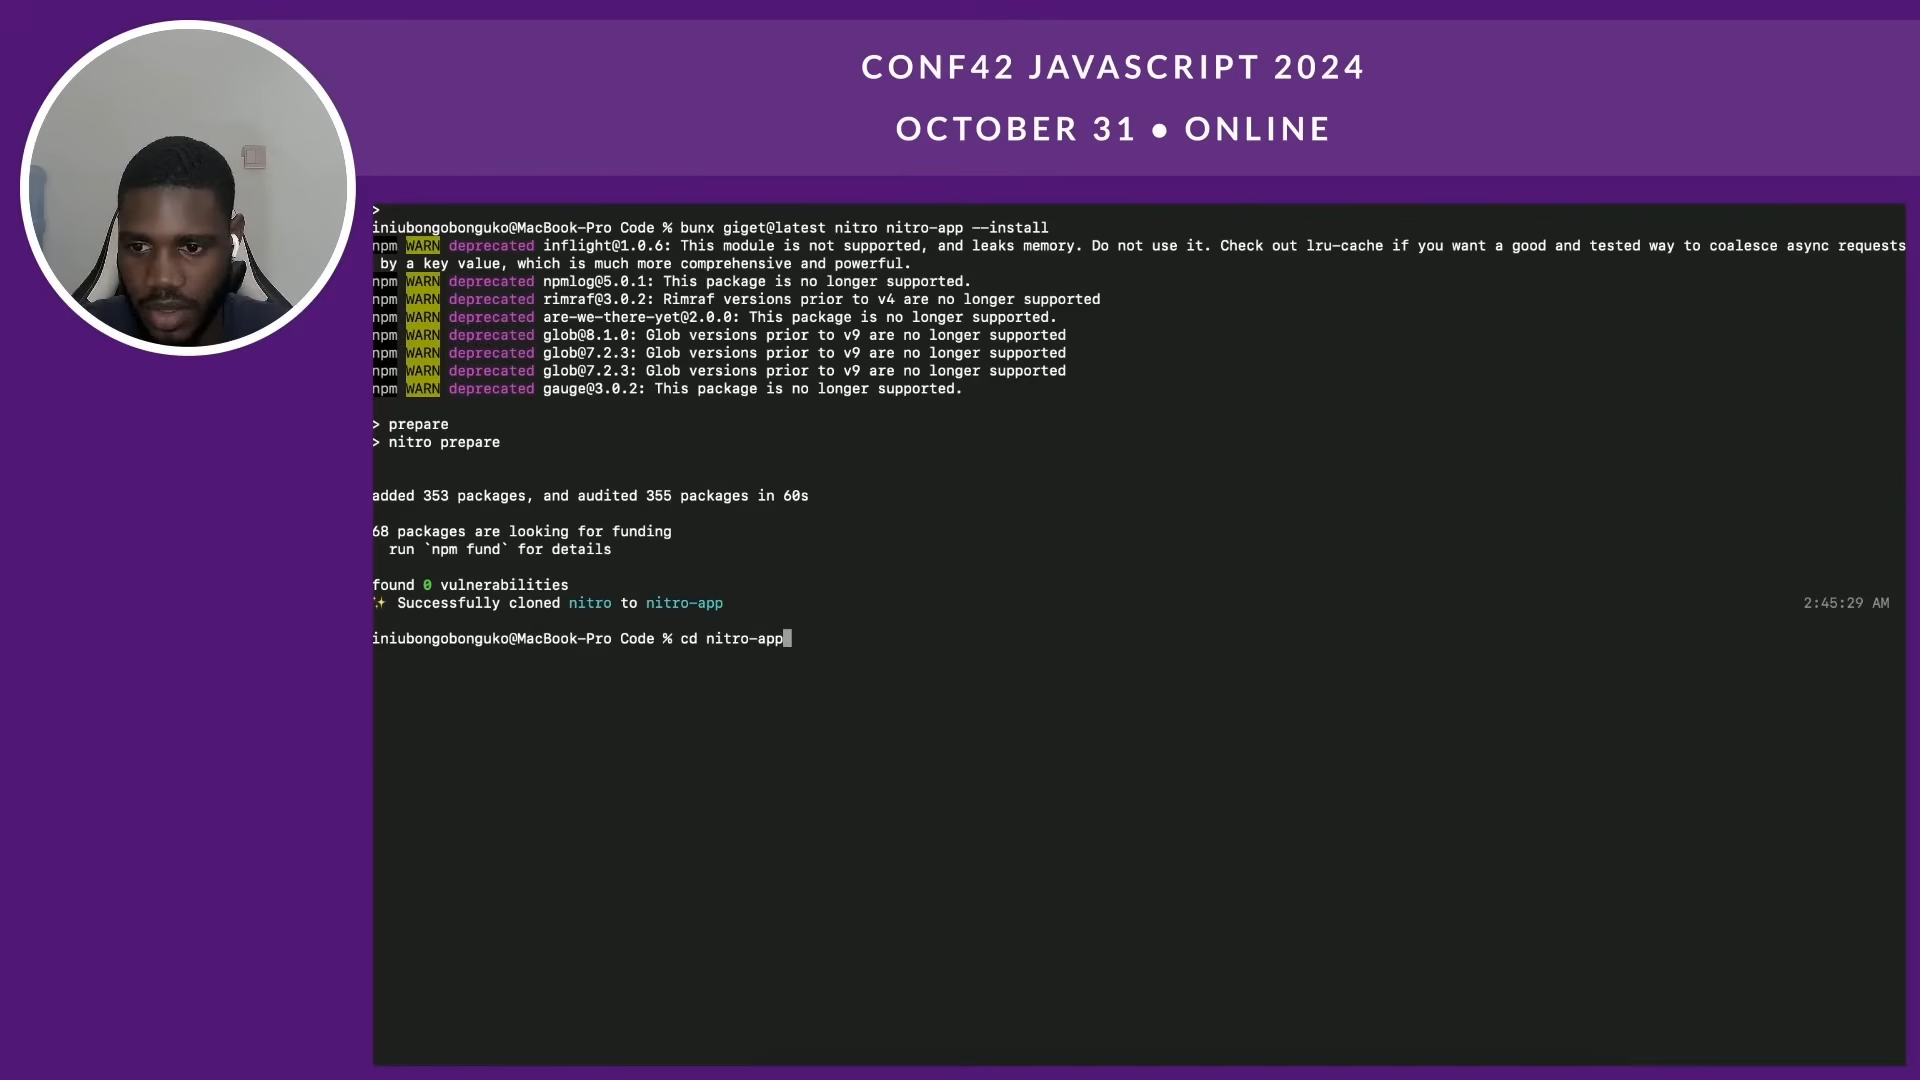 CONF42 JAVASCRIPT 2024
OCTOBER 31 ● ONLINE
>
iniubongobonguko@MacBook-Pro Code % bunx giget@latest nitro nitro-app --install
npm WARN deprecated inflight@1.0.6: This module is not supported, and leaks memory. Do not use it. Check out lru-cache if you want a good and tested way to coalesce async requests
by a key value, which is much more comprehensive and powerful.
npm WARN deprecated npmlog@5.0.1: This package is no longer supported.
npm WARN deprecated rimraf@3.0.2: Rimraf versions prior to v4 are no longer supported
npm WARN deprecated are-we-there-yet@2.0.0: This package is no longer supported.
npm WARN deprecated glob@8.1.0: Glob versions prior to v9 are no longer supported
npm WARN deprecated glob@7.2.3: Glob versions prior to v9 are no longer supported
npm WARN deprecated glob@7.2.3: Glob versions prior to v9 are no longer supported
npm WARN deprecated gauge@3.0.2: This package is no longer supported.
> prepare
> nitro prepare
added 353 packages, and audited 355 packages in 60s
68 packages are looking for funding
run `npm fund` for details
found 0 vulnerabilities
✨ Successfully cloned nitro to nitro-app 2:45:29 AM
iniubongobonguko@MacBook-Pro Code % cd nitro-app